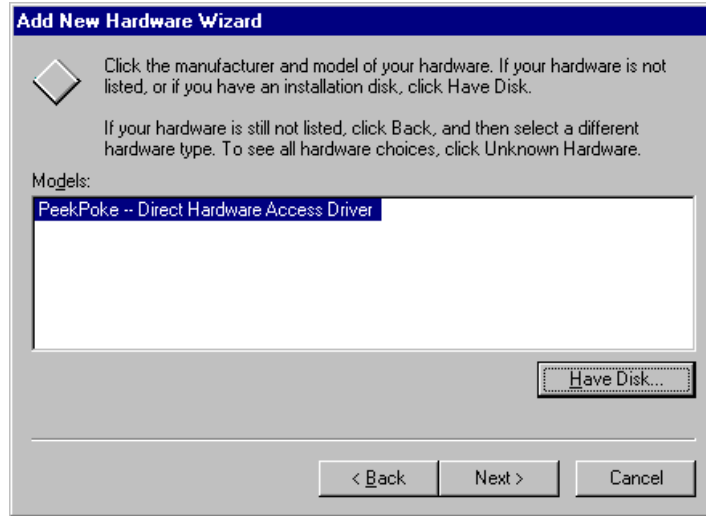 Add New Hardware Wizard
Click the manufacturer and model of your hardware. If your hardware is not
listed, or if you have an installation disk, click Have Disk.
If your hardware is still not listed, click Back, and then select a different
hardware type. To see all hardware choices, click Unknown Hardware.
Models:
PeekPoke -- Direct Hardware Access Driver
Have Disk...
< Back
Next >
Cancel